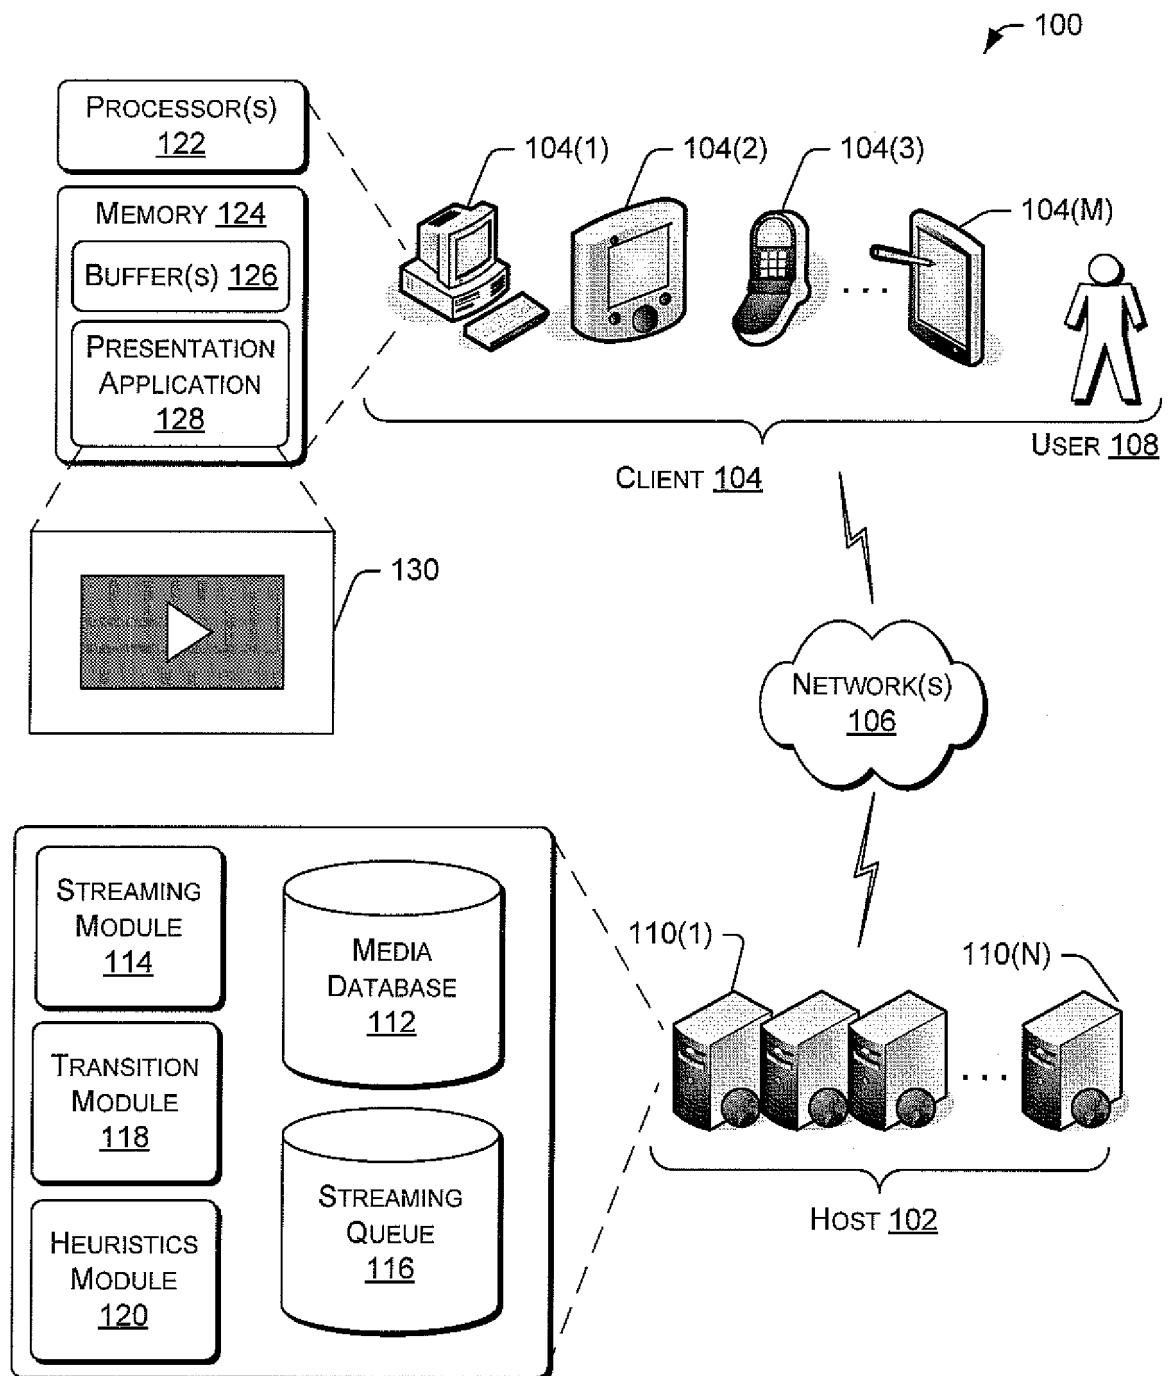 100
PROCESSOR(S)
122
MEMORY 124
BUFFER(S) 126
PRESENTATION
APPLICATION
128
104(1)
104(2)
104(3)
104(M)
. . .
USER 108
CLIENT 104
130
NETWORK(S)
106
STREAMING
MODULE
114
MEDIA
DATABASE
112
TRANSITION
MODULE
118
STREAMING
QUEUE
116
HEURISTICS
MODULE
120
110(1)
110(N)
. . .
HOST 102